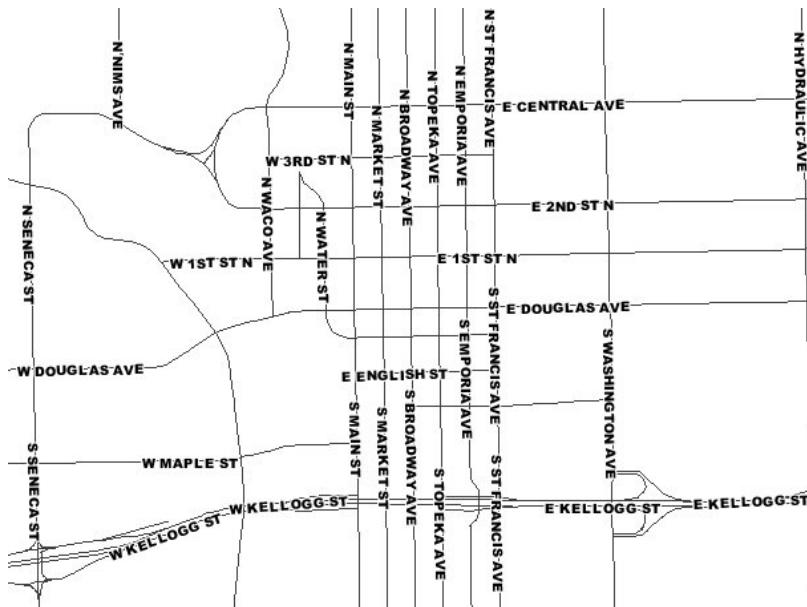 N NIMS AVE
N MAIN ST
N MARKET ST
N BROADWAY AVE
N TOPEKA AVE
N EMPORIA AVE
N ST FRANCIS AVE
N HYDRAULIC AVE
E CENTRAL AVE
W 3RD ST N
N SENECA ST
N WACO AVE
N WATER ST
E 2ND ST N
W 1ST ST N
E 1ST ST N
E DOUGLAS AVE
S ST FRANCIS AVE
S EMPORIA AVE
S WASHINGTON AVE
W DOUGLAS AVE
E ENGLISH ST
S BROADWAY AVE
S MAIN ST
S MARKET ST
S SENECA ST
W MAPLE ST
S TOPEKA AVE
S ST FRANCIS AVE
W KELLOGG ST
E KELLOGG ST
E KELLOGG ST
W KELLOGG ST